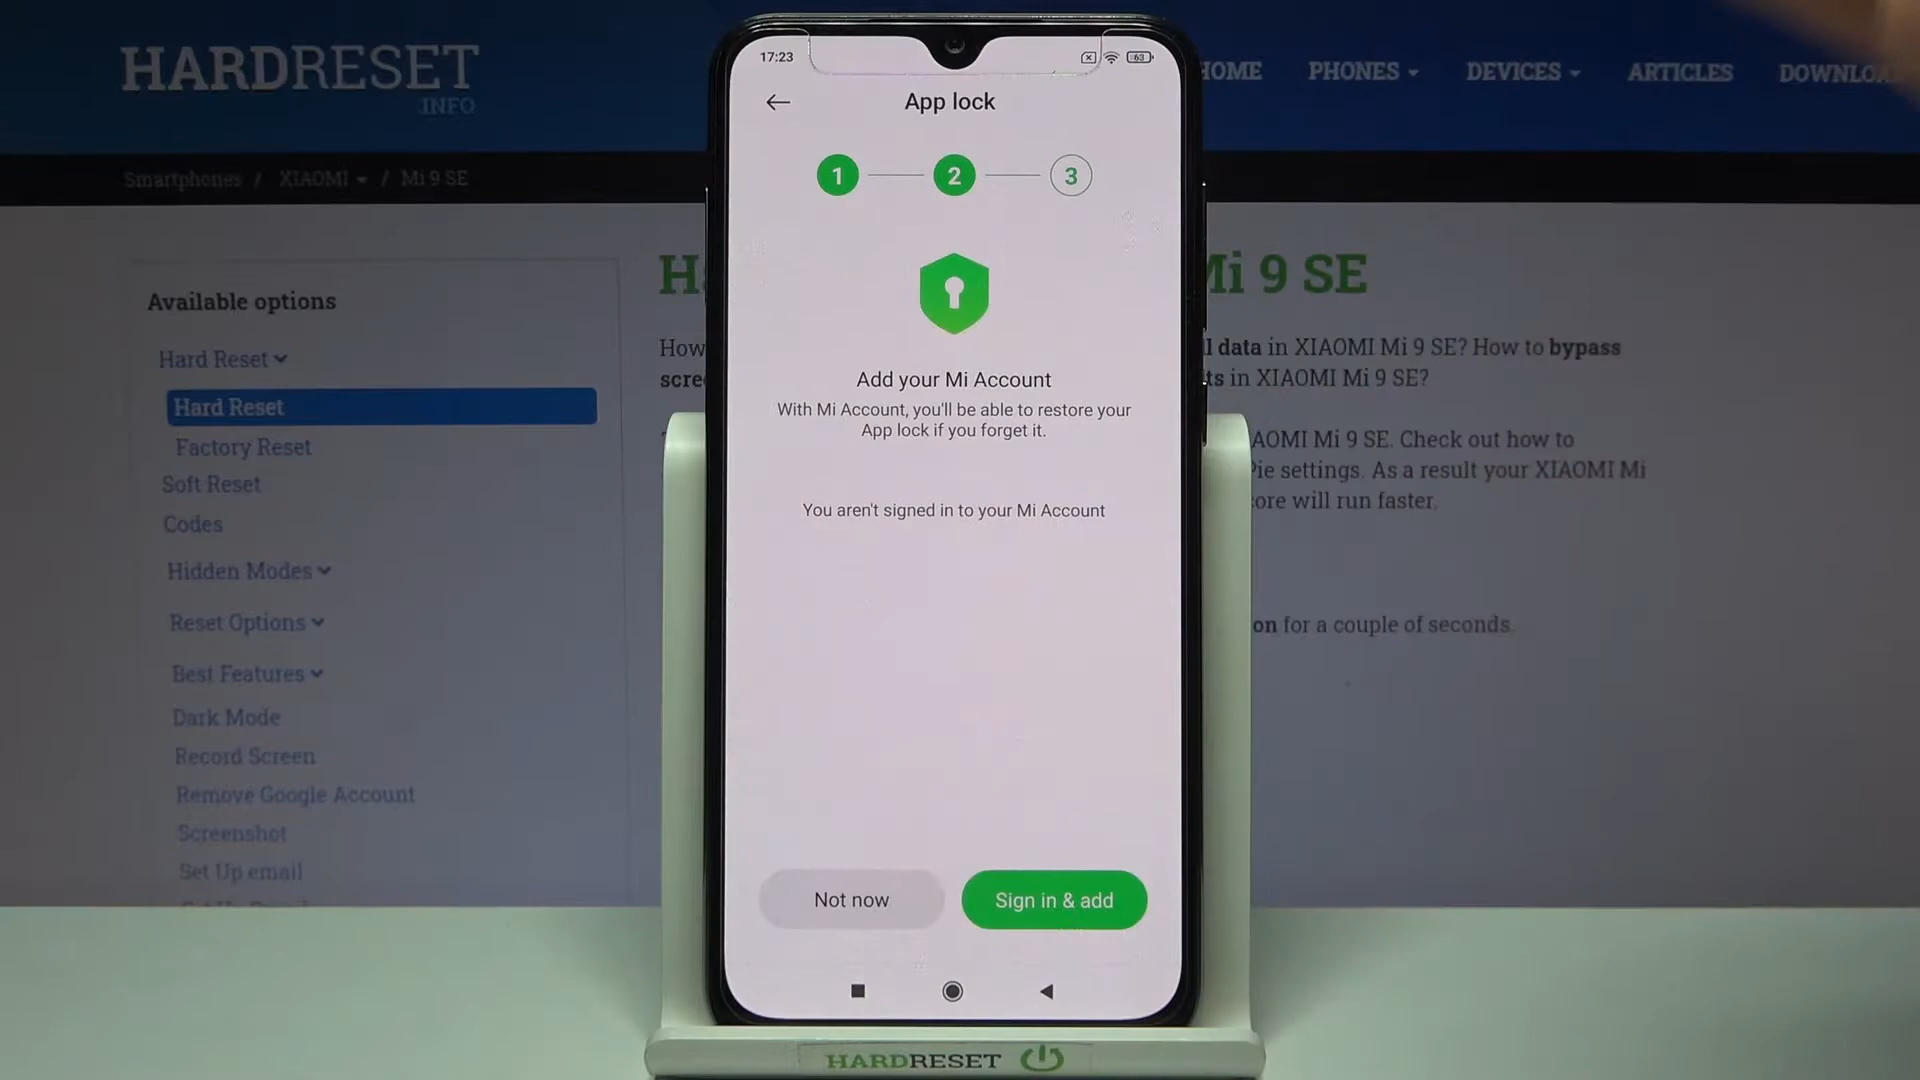 HARDRESET
.INFO
HOME
PHONES
DEVICES
ARTICLES
Smartphones / XIAOMI / Mi 9 SE
Available options
Hard Reset
Hard Reset
Factory Reset
Soft Reset
Codes
Hidden Modes
Reset Options
Best Features
Dark Mode
Record Screen
Remove Google Account
Screenshot
Set Up email
17:23
63
App lock
1
2
3
Add your Mi Account
With Mi Account, you'll be able to restore your
App lock if you forget it.
You aren't signed in to your Mi Account
Not now
Sign in & add
Mi 9 SE
How
data in XIAOMI Mi 9 SE? How to bypass
in XIAOMI Mi 9 SE?
Mi 9 SE. Check out how to
settings. As a result your XIAOMI Mi
will run faster.
on for a couple of seconds.
HARDRESET